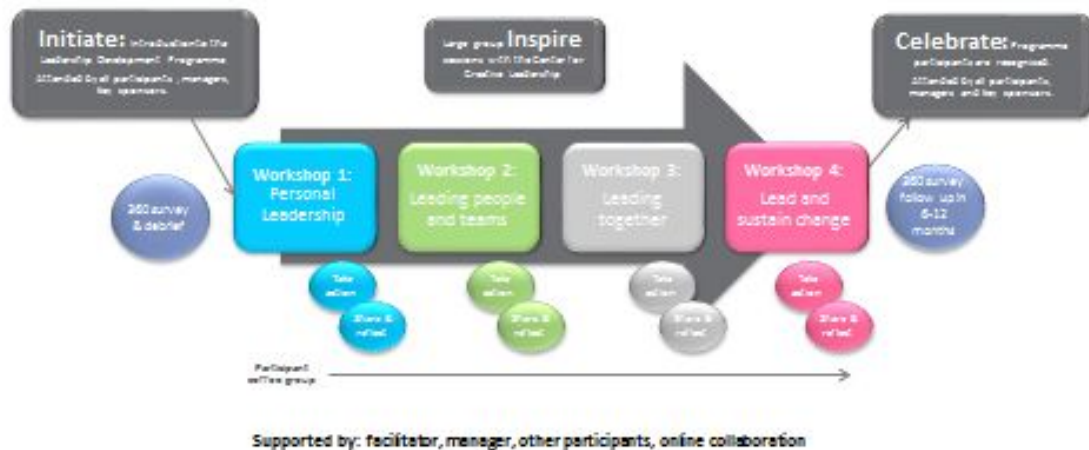 Initiate: Introduction to the
Leadership Development Programme
Attended by all participants, managers,
key sponsors.
Large group Inspire
sessions with the Center for
Creative Leadership
Celebrate: Programme
participants are recognised.
Attended by all participants,
managers and key sponsors.
360 survey
& debrief
Workshop 1:
Personal
Leadership
Workshop 2:
Leading people
and teams
Workshop 3:
Leading
together
Workshop 4:
Lead and
sustain change
360 survey
follow up in
6-12
months
Take
action
Share &
reflect
Take
action
Share &
reflect
Take
action
Share &
reflect
Take
action
Share &
reflect
Participant
action group
Supported by: facilitator, manager, other participants, online collaboration